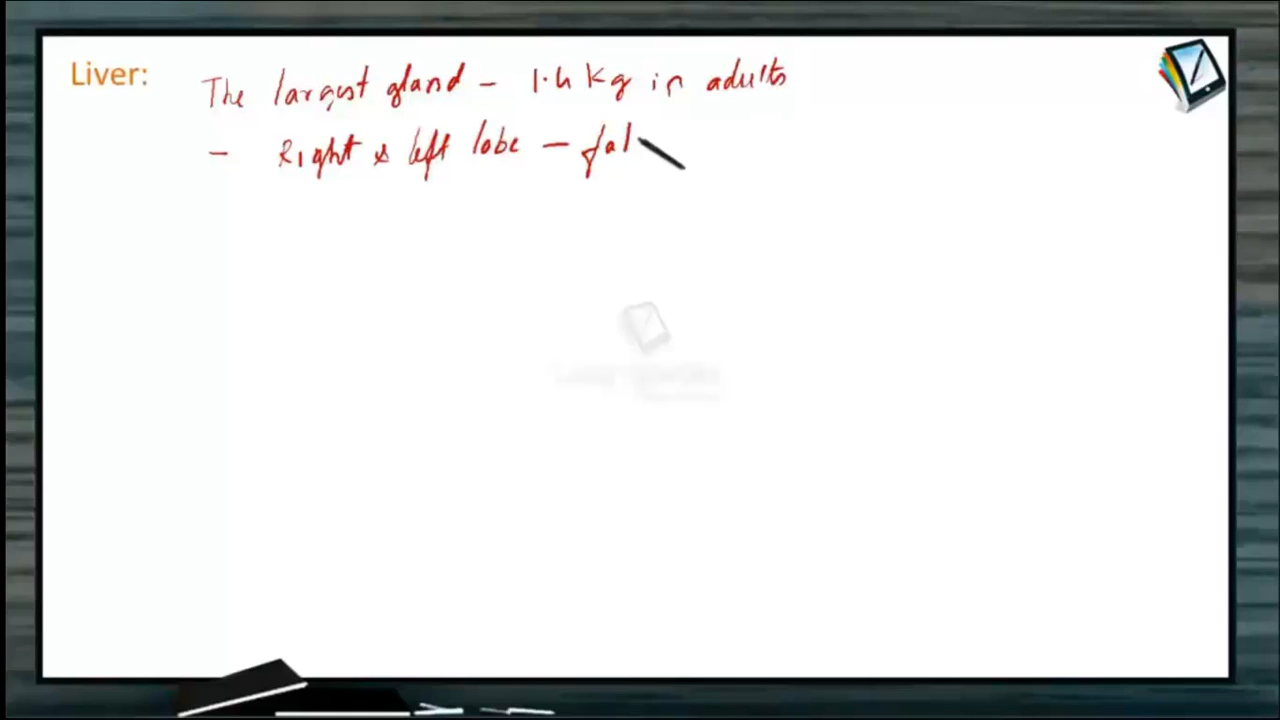 Liver: The largest gland - 1.4 Kg in adults
- Right & left lobe - fal